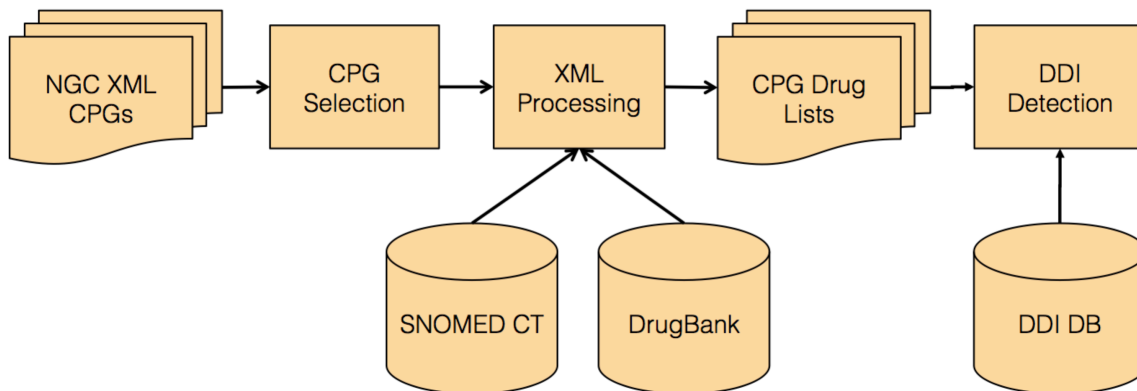 NGC XML
CPGs
CPG
Selection
XML
Processing
CPG Drug
Lists
DDI
Detection
SNOMED CT
DrugBank
DDI DB